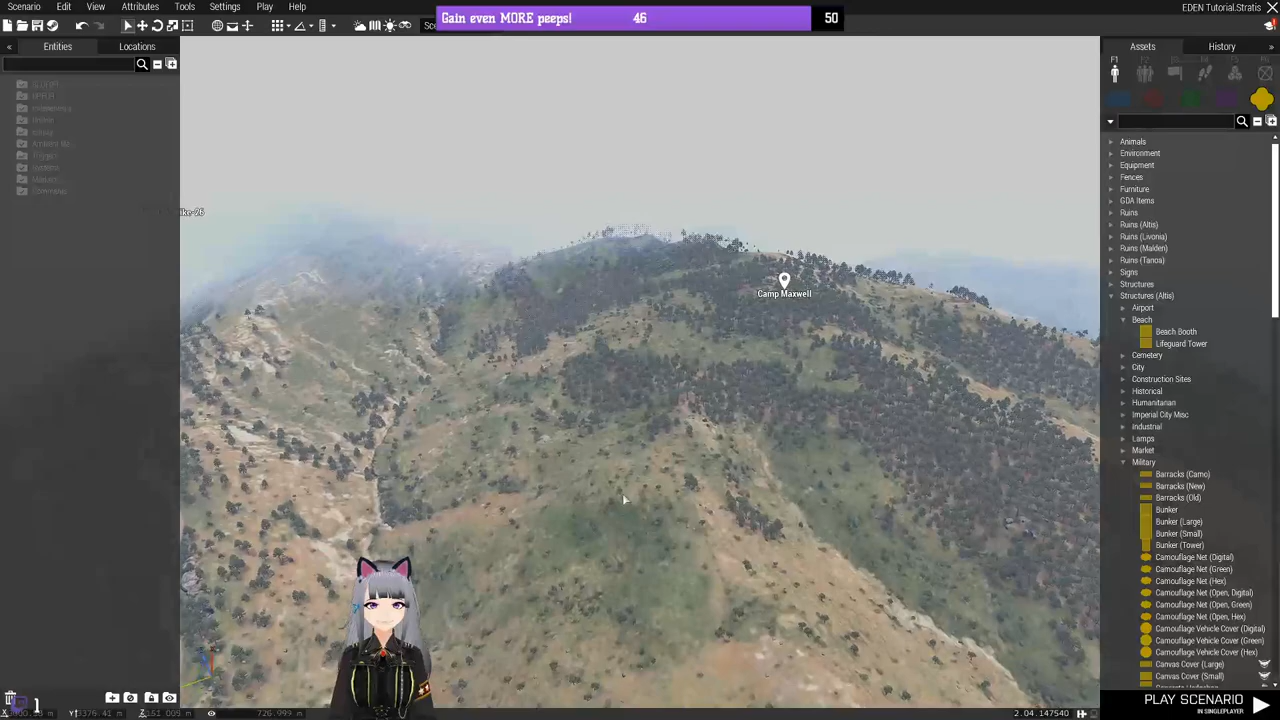 Gain even MORE peeps! 46 50
EDEN Tutorial.Stratis
Scenario Edit View Attributes Tools Settings Play Help
Entities Locations
Assets History
F1
Camp Maxwell
Animals
Environment
Equipment
Fences
Furniture
GDA Items
Ruins
Ruins (Altis)
Ruins (Livonia)
Ruins (Malden)
Ruins (Tanoa)
Signs
Structures
Structures (Altis)
Airport
Beach
Beach Booth
Lifeguard Tower
Cemetery
City
Construction Sites
Historical
Humanitarian
Imperial City Misc
Industrial
Lamps
Market
Military
Barracks (Camo)
Barracks (New)
Barracks (Old)
Bunker
Bunker (Large)
Bunker (Small)
Bunker (Tower)
Camouflage Net (Digital)
Camouflage Net (Green)
Camouflage Net (Hex)
Camouflage Net (Open, Digital)
Camouflage Net (Open, Green)
Camouflage Net (Open, Hex)
Camouflage Vehicle Cover (Digital)
Camouflage Vehicle Cover (Green)
Camouflage Vehicle Cover (Hex)
Canvas Cover (Large)
Canvas Cover (Small)
PLAY SCENARIO
IN SINGLEPLAYER
1
2.04.147540